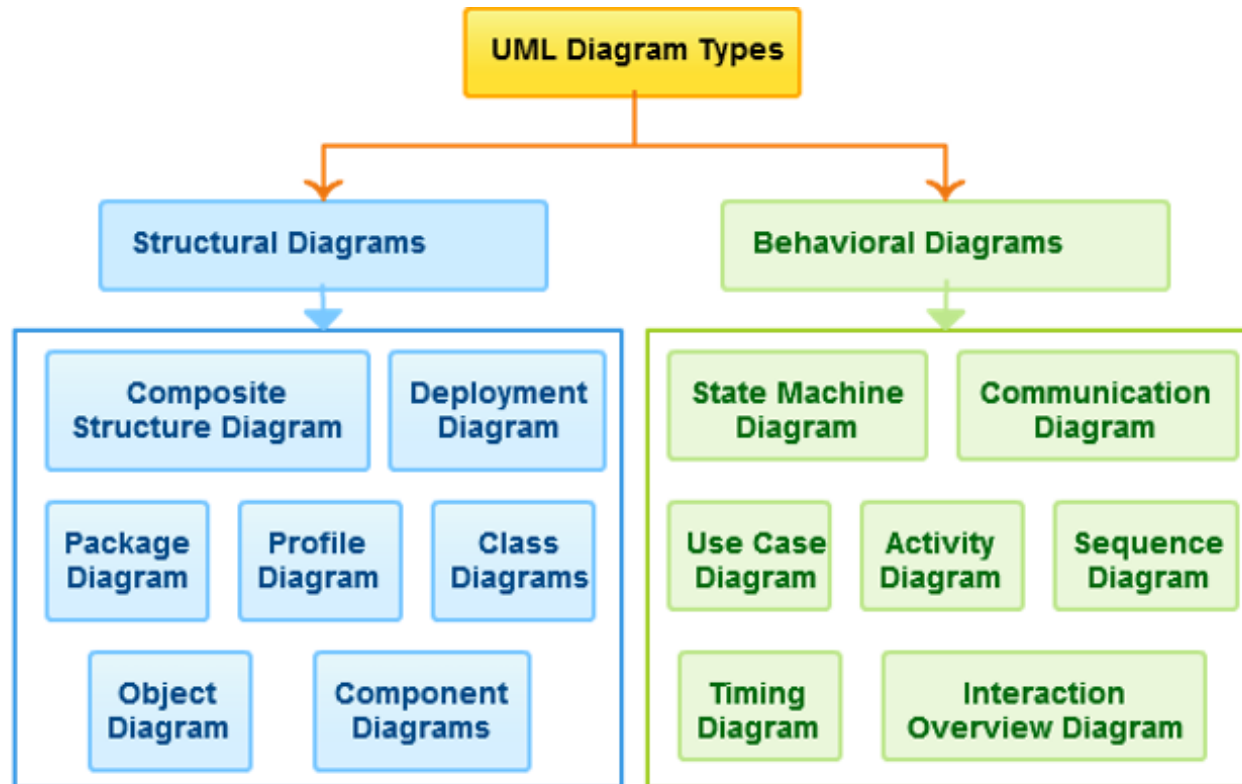 UML Diagram Types
Structural Diagrams
Behavioral Diagrams
Composite
Structure Diagram
Deployment
Diagram
State Machine
Diagram
Communication
Diagram
Package
Diagram
Profile
Diagram
Class
Diagrams
Use Case
Diagram
Activity
Diagram
Sequence
Diagram
Object
Diagram
Component
Diagrams
Timing
Diagram
Interaction
Overview Diagram